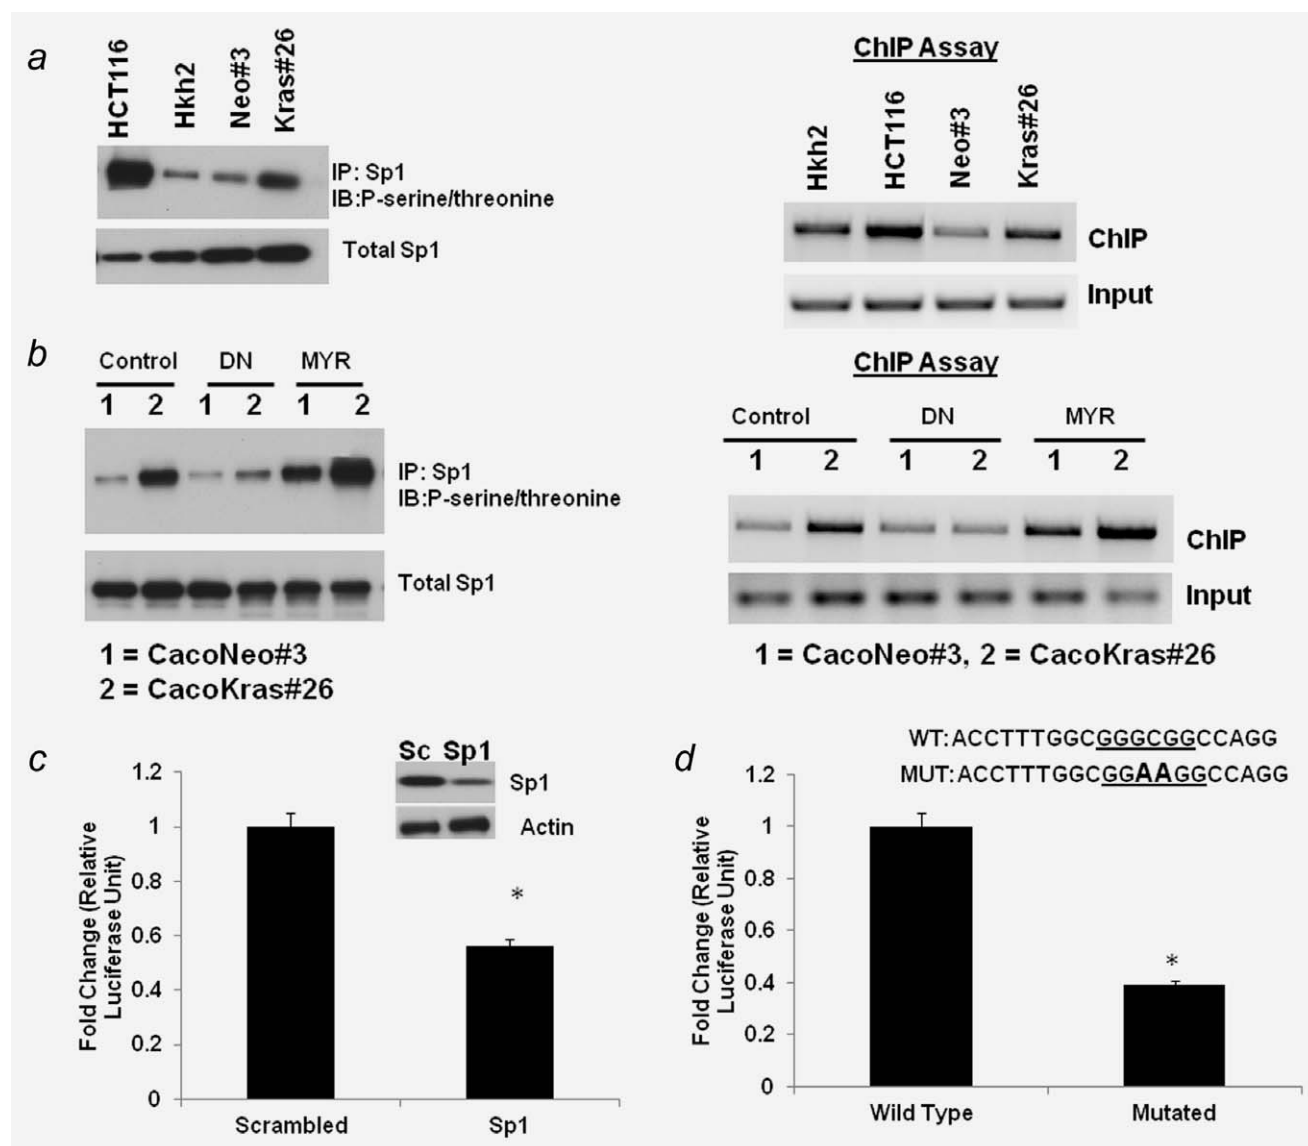 a
HCT116
Hkh2
Neo#3
Kras#26
IP: Sp1
IB:P-serine/threonine
Total Sp1
ChIP Assay
Hkh2
HCT116
Neo#3
Kras#26
ChIP
Input
b
Control DN MYR
1 2 1 2 1 2
IP: Sp1
IB:P-serine/threonine
Total Sp1
1 = CacoNeo#3
2 = CacoKras#26
ChIP Assay
Control DN MYR
1 2 1 2 1 2
ChIP
Input
1 = CacoNeo#3, 2 = CacoKras#26
c
Sc Sp1
Sp1
Actin
Fold Change (Relative
Luciferase Unit)
1.2
1
0.8
0.6
0.4
0.2
0
*
Scrambled Sp1
d
WT:ACCTTTGGCGGGCGGCCAGG
MUT:ACCTTTGGCGGAAGGCCAGG
Fold Change (Relative
Luciferase Unit)
1.2
1
0.8
0.6
0.4
0.2
0
*
Wild Type Mutated